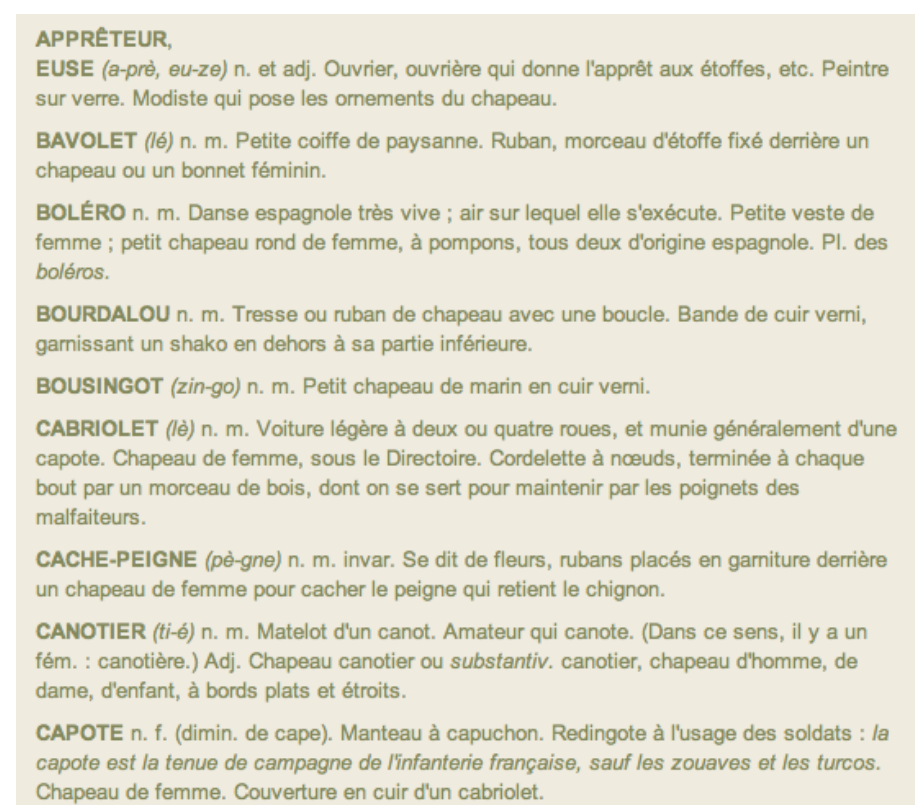 APPRÊTEUR,
EUSE (a-prè, eu-ze) n. et adj. Ouvrier, ouvrière qui donne l'apprêt aux étoffes, etc. Peintre
sur verre. Modiste qui pose les ornements du chapeau.
BAVOLET (lé) n. m. Petite coiffe de paysanne. Ruban, morceau d'étoffe fixé derrière un
chapeau ou un bonnet féminin.
BOLÉRO n. m. Danse espagnole très vive ; air sur lequel elle s'exécute. Petite veste de
femme ; petit chapeau rond de femme, à pompons, tous deux d'origine espagnole. Pl. des
boléros.
BOURDALOU n. m. Tresse ou ruban de chapeau avec une boucle. Bande de cuir verni,
garnissant un shako en dehors à sa partie inférieure.
BOUSINGOT (zin-go) n. m. Petit chapeau de marin en cuir verni.
CABRIOLET (lè) n. m. Voiture légère à deux ou quatre roues, et munie généralement d'une
capote. Chapeau de femme, sous le Directoire. Cordelette à nœuds, terminée à chaque
bout par un morceau de bois, dont on se sert pour maintenir par les poignets des
malfaiteurs.
CACHE-PEIGNE (pè-gne) n. m. invar. Se dit de fleurs, rubans placés en garniture derrière
un chapeau de femme pour cacher le peigne qui retient le chignon.
CANOTIER (ti-é) n. m. Matelot d'un canot. Amateur qui canote. (Dans ce sens, il y a un
fém. : canotière.) Adj. Chapeau canotier ou substantiv. canotier, chapeau d'homme, de
dame, d'enfant, à bords plats et étroits.
CAPOTE n. f. (dimin. de cape). Manteau à capuchon. Redingote à l'usage des soldats : la
capote est la tenue de campagne de l'infanterie française, sauf les zouaves et les turcos.
Chapeau de femme. Couverture en cuir d'un cabriolet.